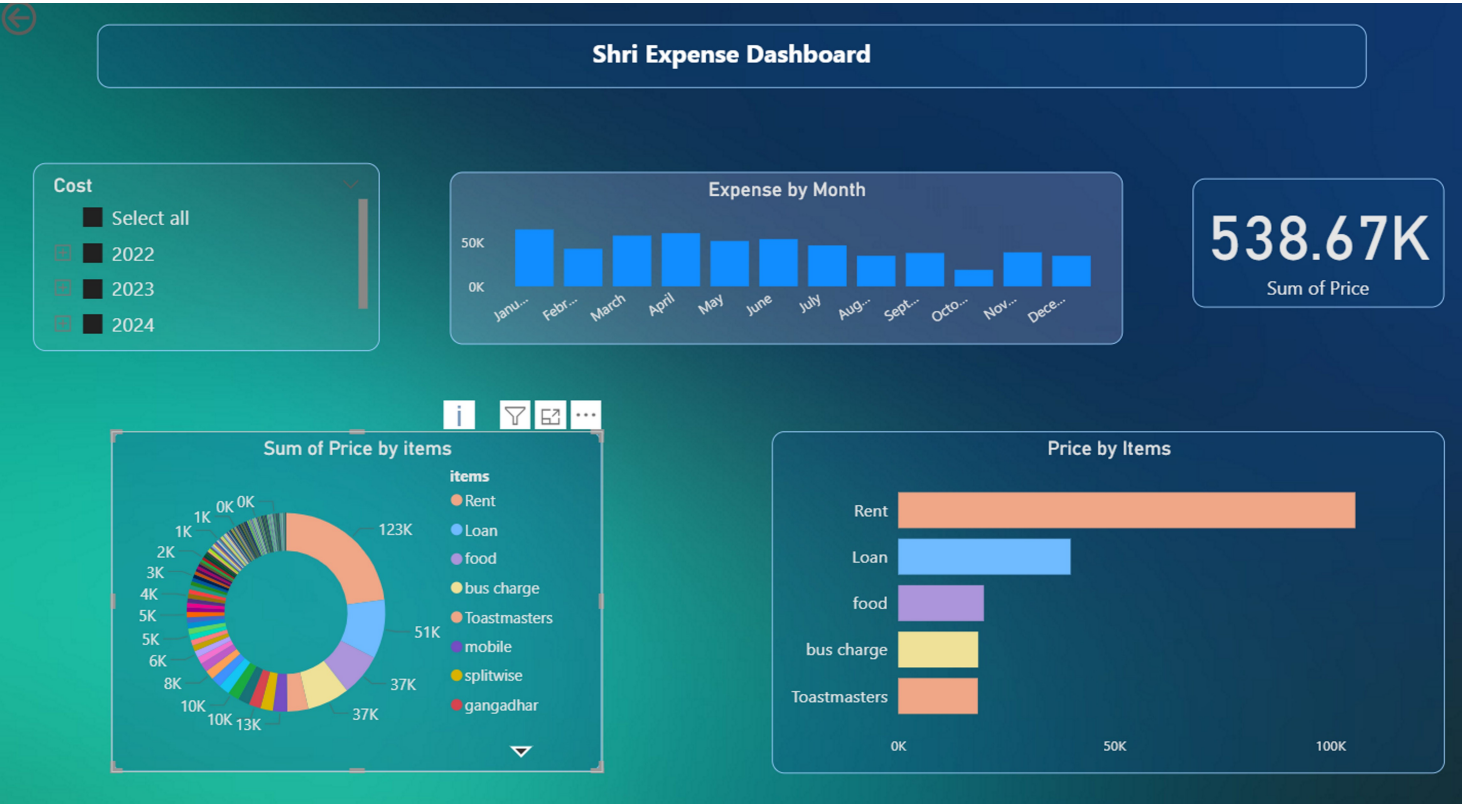 Shri Expense Dashboard
Cost
Select all
2022
2023
2024
Expense by Month
50K
0K
Janu...
Febr...
March
April
May
June
July
Aug...
Sept...
Octo...
Nov...
Dece...
538.67K
Sum of Price
i
Sum of Price by items
0K
0K
1K
1K
2K
3K
4K
5K
5K
6K
8K
10K
10K
13K
37K
37K
51K
123K
items
Rent
Loan
food
bus charge
Toastmasters
mobile
splitwise
gangadhar
Price by Items
Rent
Loan
food
bus charge
Toastmasters
0K
50K
100K